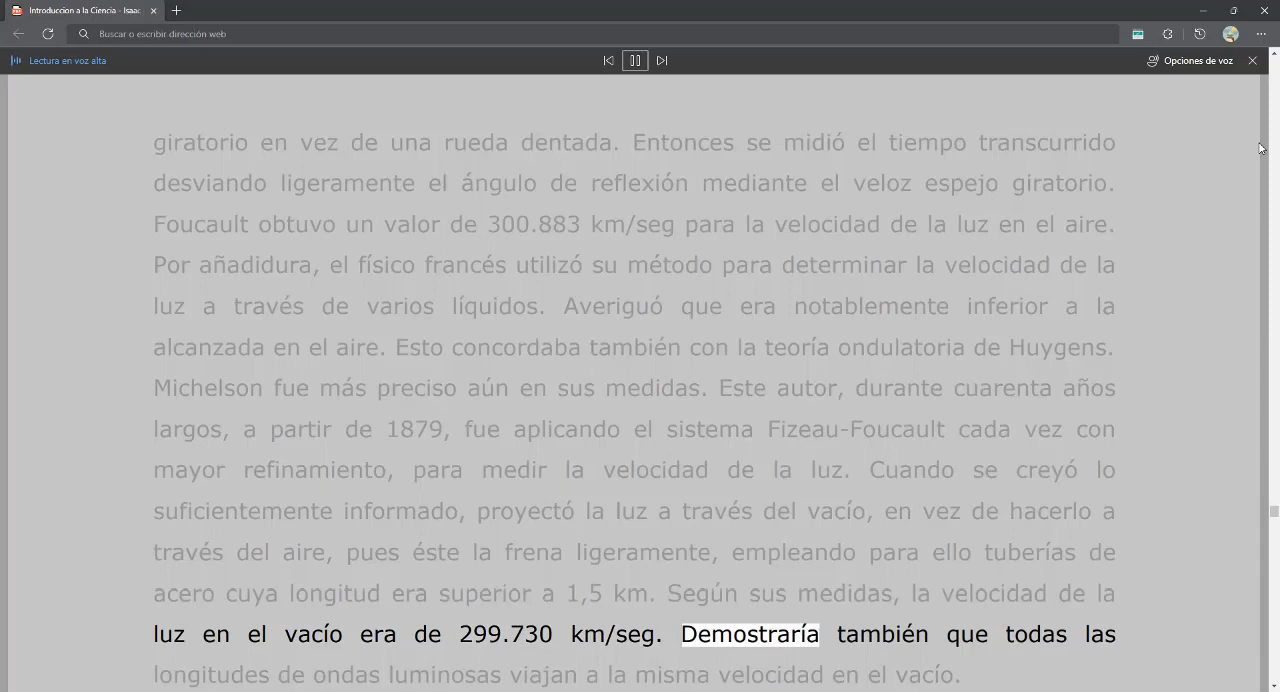 Introduccion a la Ciencia - Isaac
Buscar o escribir dirección web
Lectura en voz alta
Opciones de voz
giratorio en vez de una rueda dentada. Entonces se midió el tiempo transcurrido
desviando ligeramente el ángulo de reflexión mediante el veloz espejo giratorio.
Foucault obtuvo un valor de 300.883 km/seg para la velocidad de la luz en el aire.
Por añadidura, el físico francés utilizó su método para determinar la velocidad de la
luz a través de varios líquidos. Averiguó que era notablemente inferior a la
alcanzada en el aire. Esto concordaba también con la teoría ondulatoria de Huygens.
Michelson fue más preciso aún en sus medidas. Este autor, durante cuarenta años
largos, a partir de 1879, fue aplicando el sistema Fizeau-Foucault cada vez con
mayor refinamiento, para medir la velocidad de la luz. Cuando se creyó lo
suficientemente informado, proyectó la luz a través del vacío, en vez de hacerlo a
través del aire, pues éste la frena ligeramente, empleando para ello tuberías de
acero cuya longitud era superior a 1,5 km. Según sus medidas, la velocidad de la
luz en el vacío era de 299.730 km/seg. Demostraría también que todas las
longitudes de ondas luminosas viajan a la misma velocidad en el vacío.